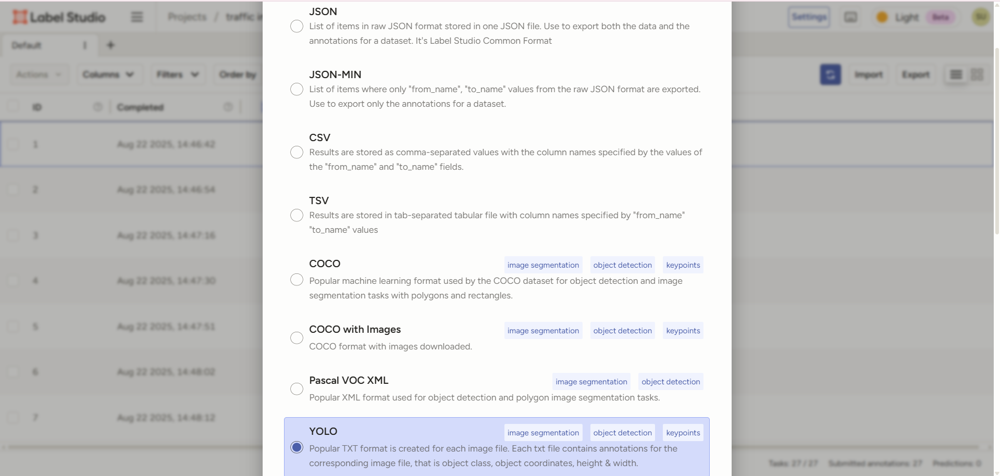 Label Studio
Projects / traffic in
Settings
Light Beta
SU
Default
Actions
Columns
Filters
Order by
Import
Export
ID
Completed
1 Aug 22 2025, 14:46:42
2 Aug 22 2025, 14:46:54
3 Aug 22 2025, 14:47:16
4 Aug 22 2025, 14:47:30
5 Aug 22 2025, 14:47:51
6 Aug 22 2025, 14:48:02
7 Aug 22 2025, 14:48:12
JSON
List of items in raw JSON format stored in one JSON file. Use to export both the data and the
annotations for a dataset. It's Label Studio Common Format
JSON-MIN
List of items where only "from_name", "to_name" values from the raw JSON format are exported.
Use to export only the annotations for a dataset.
CSV
Results are stored as comma-separated values with the column names specified by the values of
the "from_name" and "to_name" fields.
TSV
Results are stored in tab-separated tabular file with column names specified by "from_name"
"to_name" values
COCO image segmentation object detection keypoints
Popular machine learning format used by the COCO dataset for object detection and image
segmentation tasks with polygons and rectangles.
COCO with Images image segmentation object detection keypoints
COCO format with images downloaded.
Pascal VOC XML image segmentation object detection
Popular XML format used for object detection and polygon image segmentation tasks.
YOLO image segmentation object detection keypoints
Popular TXT format is created for each image file. Each txt file contains annotations for the
corresponding image file, that is object class, object coordinates, height & width.
Tasks: 27 / 27 Submitted annotations: 27 Predictions: 0